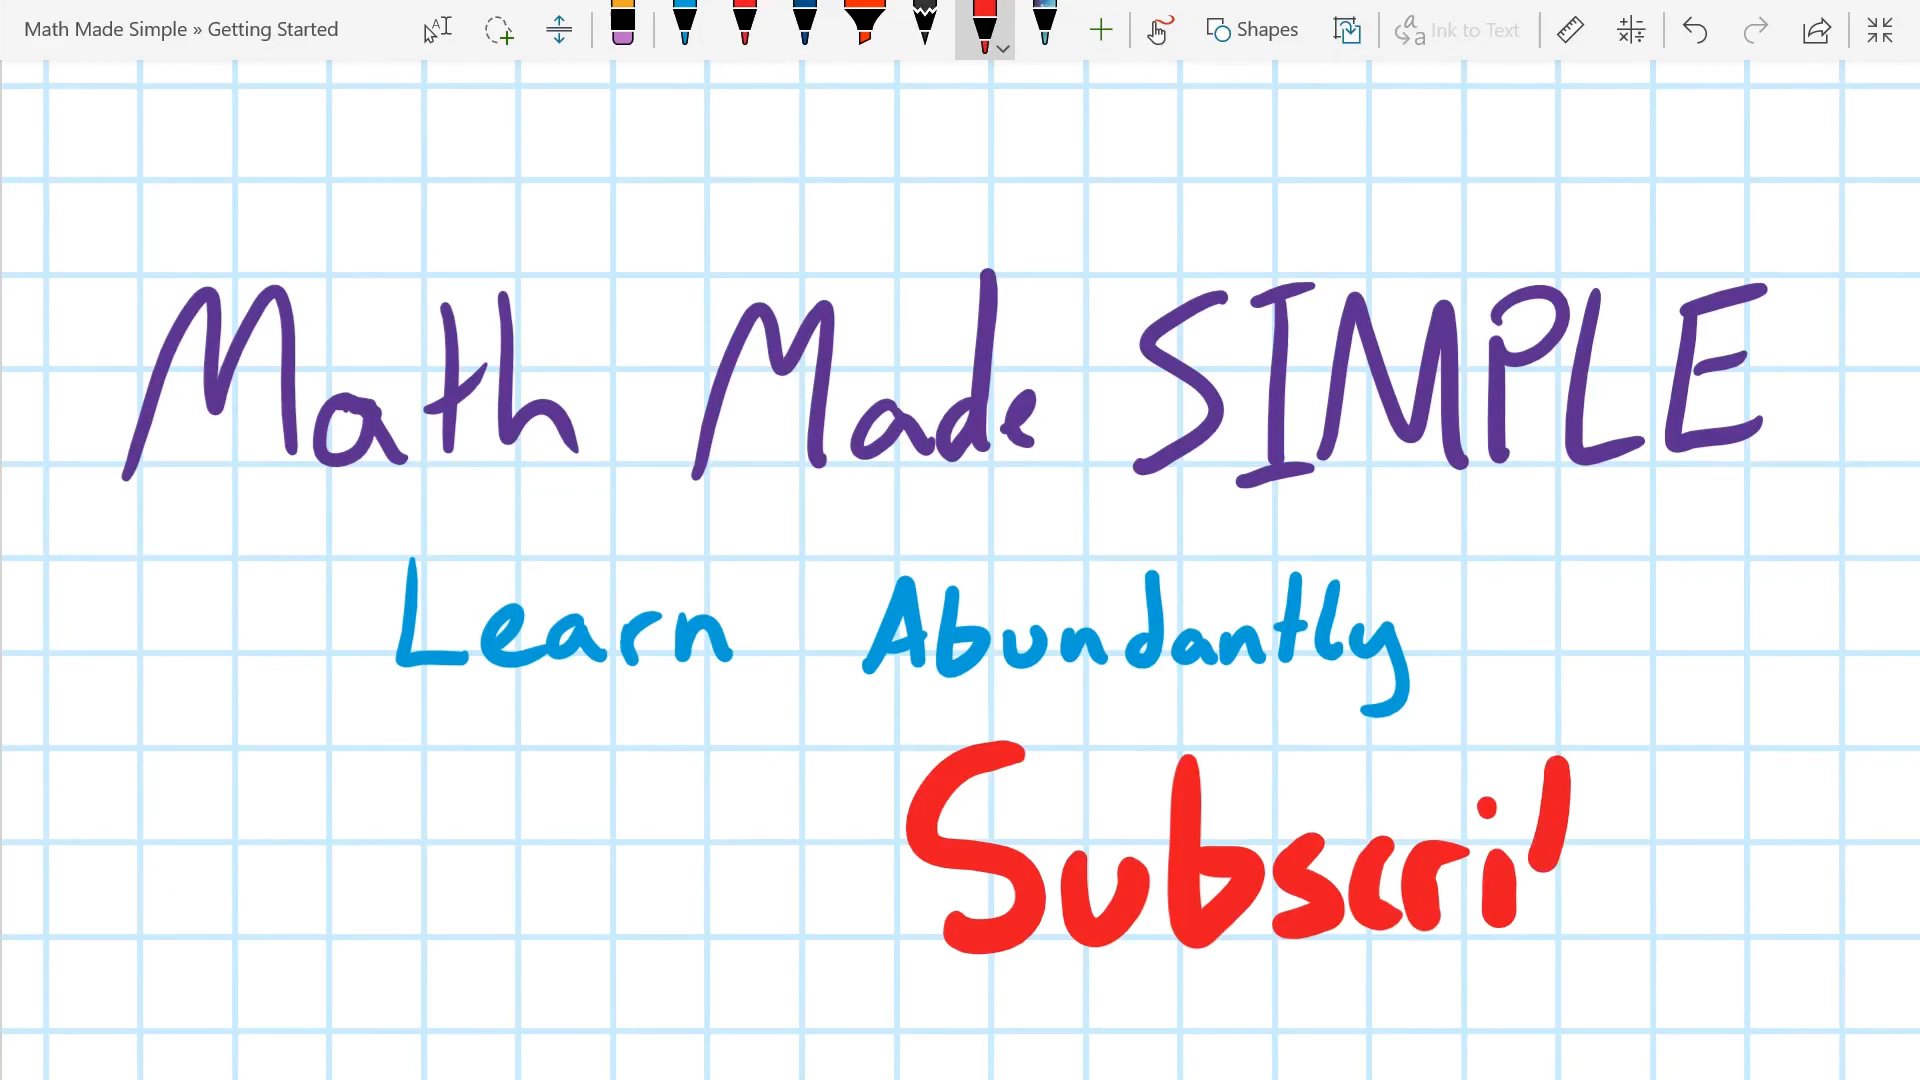 Math Made Simple » Getting Started
Shapes
Ink to Text
Math Made SIMPLE
Learn Abundantly
Subscri